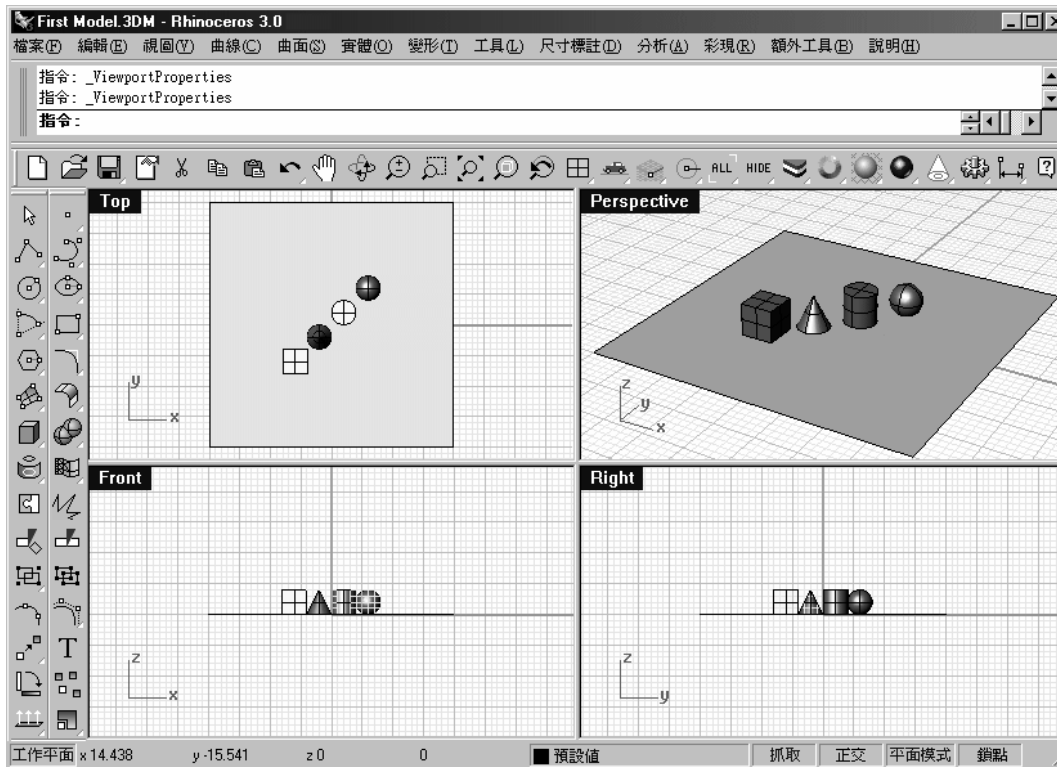 First Model.3DM - Rhinoceros 3.0
檔案(F) 編輯(E) 視圖(V) 曲線(C) 曲面(S) 實體(O) 變形(T) 工具(L) 尺寸標註(D) 分析(A) 彩現(R) 額外工具(B) 說明(H)
指令: _ViewportProperties
指令: _ViewportProperties
指令:
ALL HIDE
Top
y
x
Perspective
z
y
x
Front
z
x
Right
z
y
T
工作平面 x 14.438 y -15.541 z 0 0 預設値 抓取 正交 平面模式 鎖點